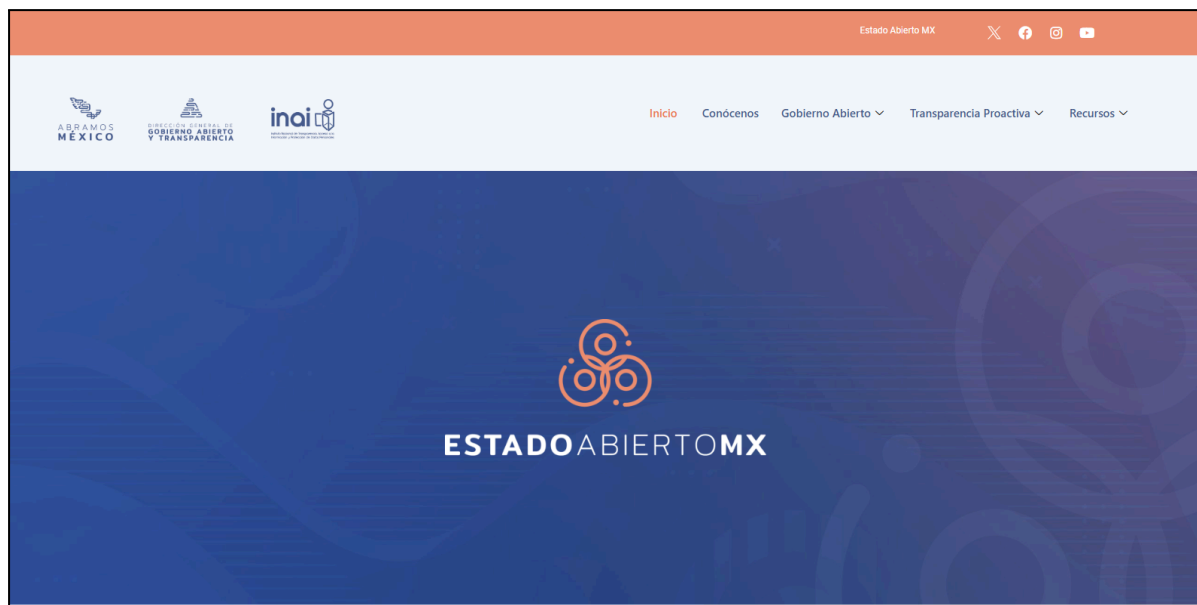 Estado Abierto MX
ABRAMOS
MÉXICO
DIRECCIÓN GENERAL DE
GOBIERNO ABIERTO
Y TRANSPARENCIA
inai
Inicio Conócenos Gobierno Abierto Transparencia Proactiva Recursos
ESTADOABIERTOMX